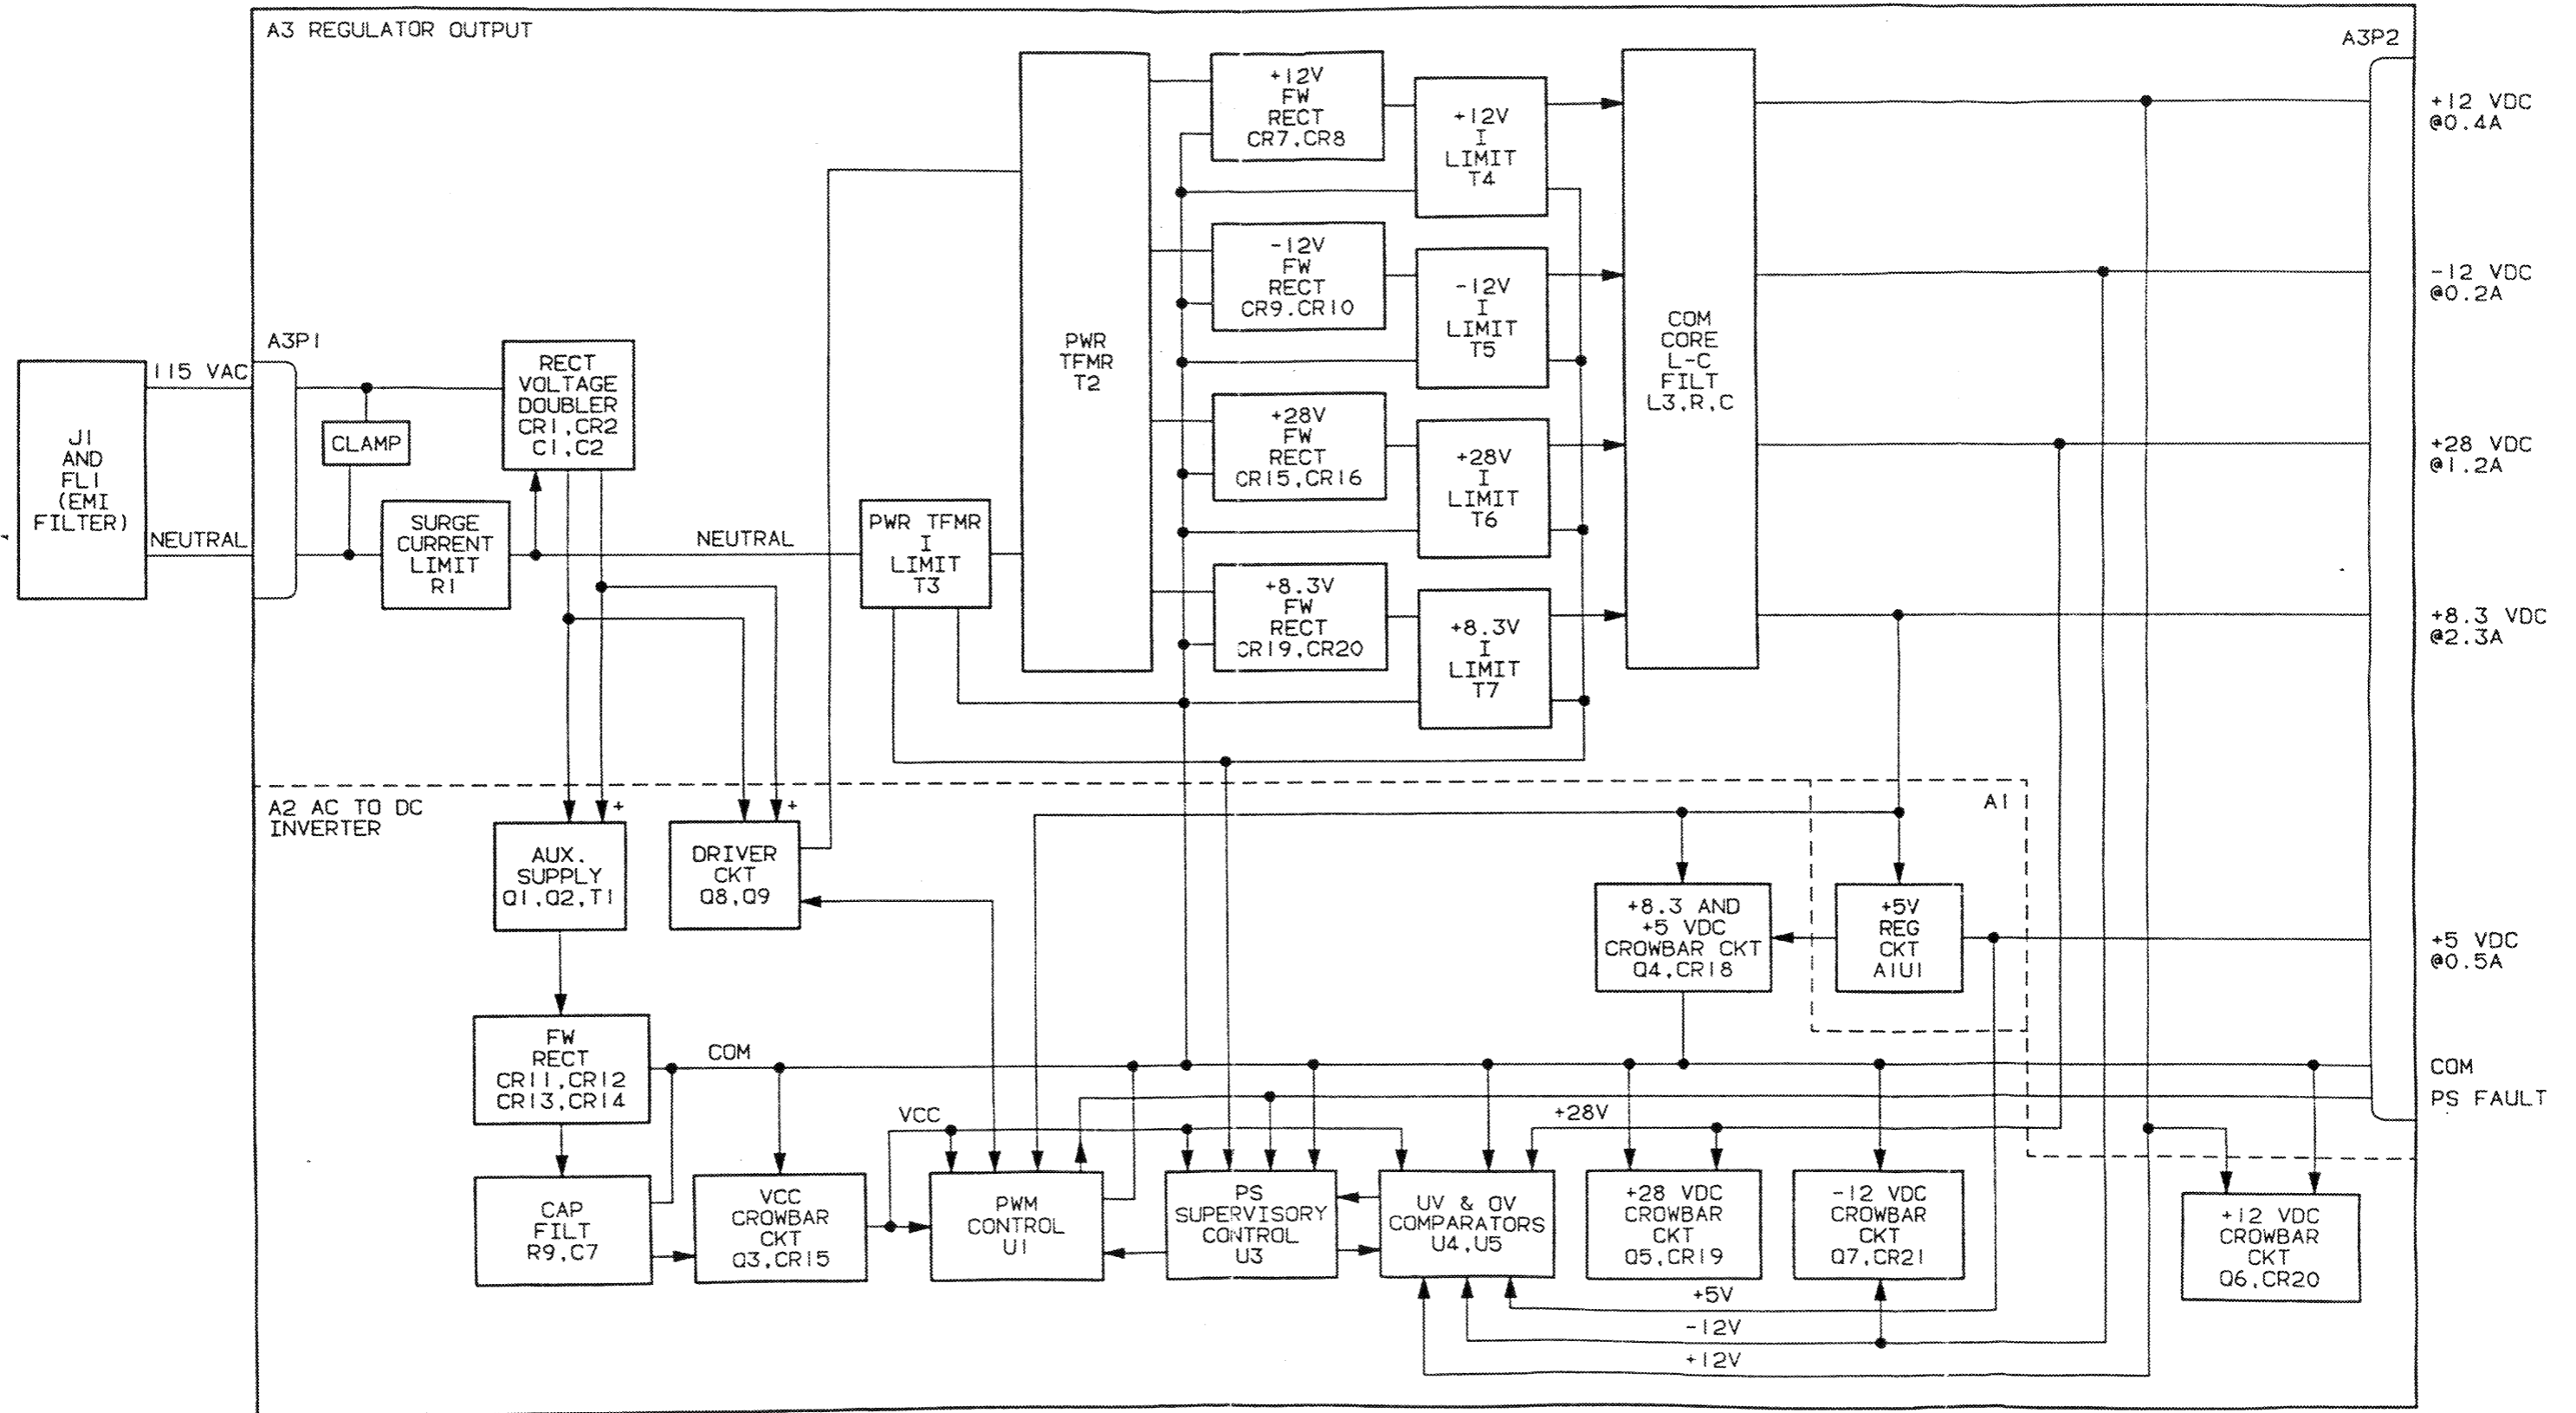 A3 REGULATOR OUTPUT
A3P2
+12V
FW
RECT
CR7,CR8
+12V
I
LIMIT
T4
+12 VDC
@0.4A
-12V
FW
RECT
CR9.CR10
-12V
I
LIMIT
T5
-12 VDC
@0.2A
PWR
TFMR
T2
COM
CORE
L-C
FILT
L3,R,C
+28V
FW
RECT
CR15,CR16
+28V
I
LIMIT
T6
+28 VDC
@1.2A
+8.3V
FW
RECT
CR19,CR20
+8.3V
I
LIMIT
T7
+8.3 VDC
@2.3A
A3P1
J1
AND
FL1
(EMI
FILTER)
115 VAC
NEUTRAL
CLAMP
RECT
VOLTAGE
DOUBLER
CR1,CR2
C1,C2
SURGE
CURRENT
LIMIT
R1
NEUTRAL
PWR TFMR
I
LIMIT
T3
A2 AC TO DC
INVERTER
+
+
A1
AUX.
SUPPLY
Q1,Q2,T1
DRIVER
CKT
Q8,Q9
+8.3 AND
+5 VDC
CROWBAR CKT
Q4,CR18
+5V
REG
CKT
A1U1
+5 VDC
@0.5A
FW
RECT
CR11,CR12
CR13,CR14
COM
COM
PS FAULT
VCC
+28V
CAP
FILT
R9,C7
VCC
CROWBAR
CKT
Q3,CR15
PWM
CONTROL
U1
PS
SUPERVISORY
CONTROL
U3
UV & OV
COMPARATORS
U4,U5
+28 VDC
CROWBAR
CKT
Q5,CR19
-12 VDC
CROWBAR
CKT
Q7,CR21
+12 VDC
CROWBAR
CKT
Q6,CR20
+5V
-12V
+12V